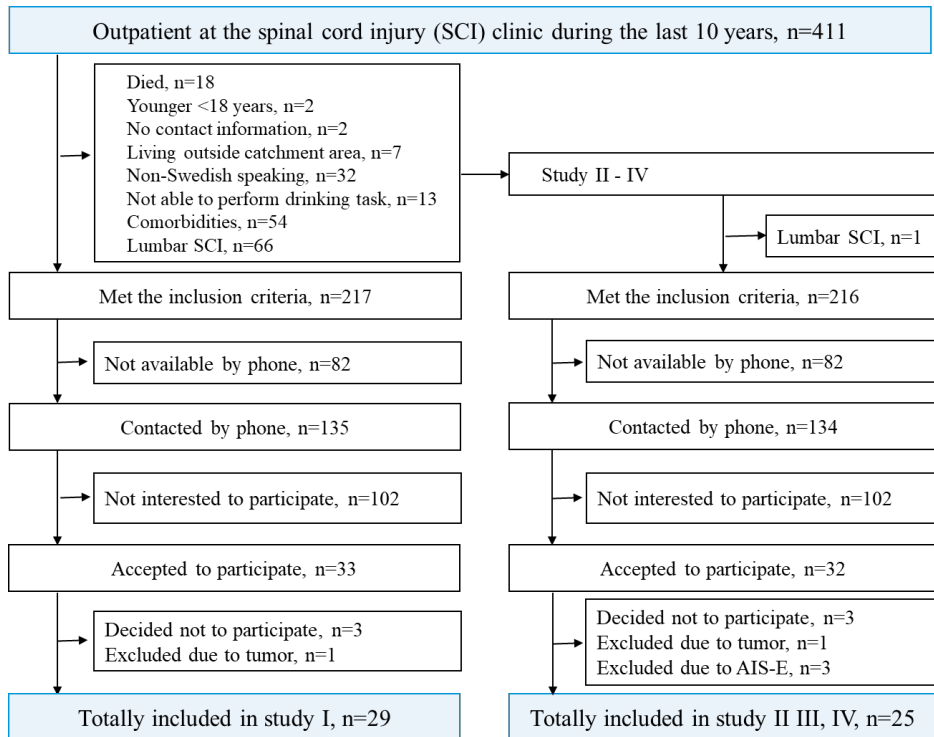 Outpatient at the spinal cord injury (SCI) clinic during the last 10 years, n=411
Died, n=18
Younger <18 years, n=2
No contact information, n=2
Living outside catchment area, n=7
Non-Swedish speaking, n=32
Not able to perform drinking task, n=13
Comorbidities, n=54
Lumbar SCI, n=66
Study II - IV
Lumbar SCI, n=1
Met the inclusion criteria, n=217
Met the inclusion criteria, n=216
Not available by phone, n=82
Not available by phone, n=82
Contacted by phone, n=135
Contacted by phone, n=134
Not interested to participate, n=102
Not interested to participate, n=102
Accepted to participate, n=33
Accepted to participate, n=32
Decided not to participate, n=3
Excluded due to tumor, n=1
Decided not to participate, n=3
Excluded due to tumor, n=1
Excluded due to AIS-E, n=3
Totally included in study I, n=29
Totally included in study II III, IV, n=25